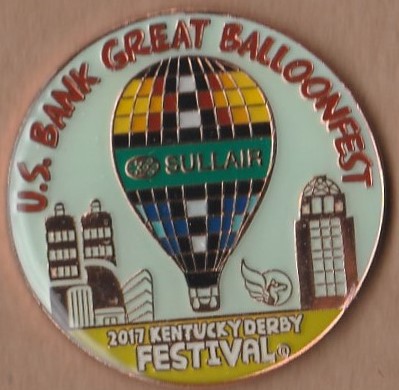 U.S. BANK GREAT BALLOONFEST
SULLAIR
2017 KENTUCKY DERBY
FESTIVAL®